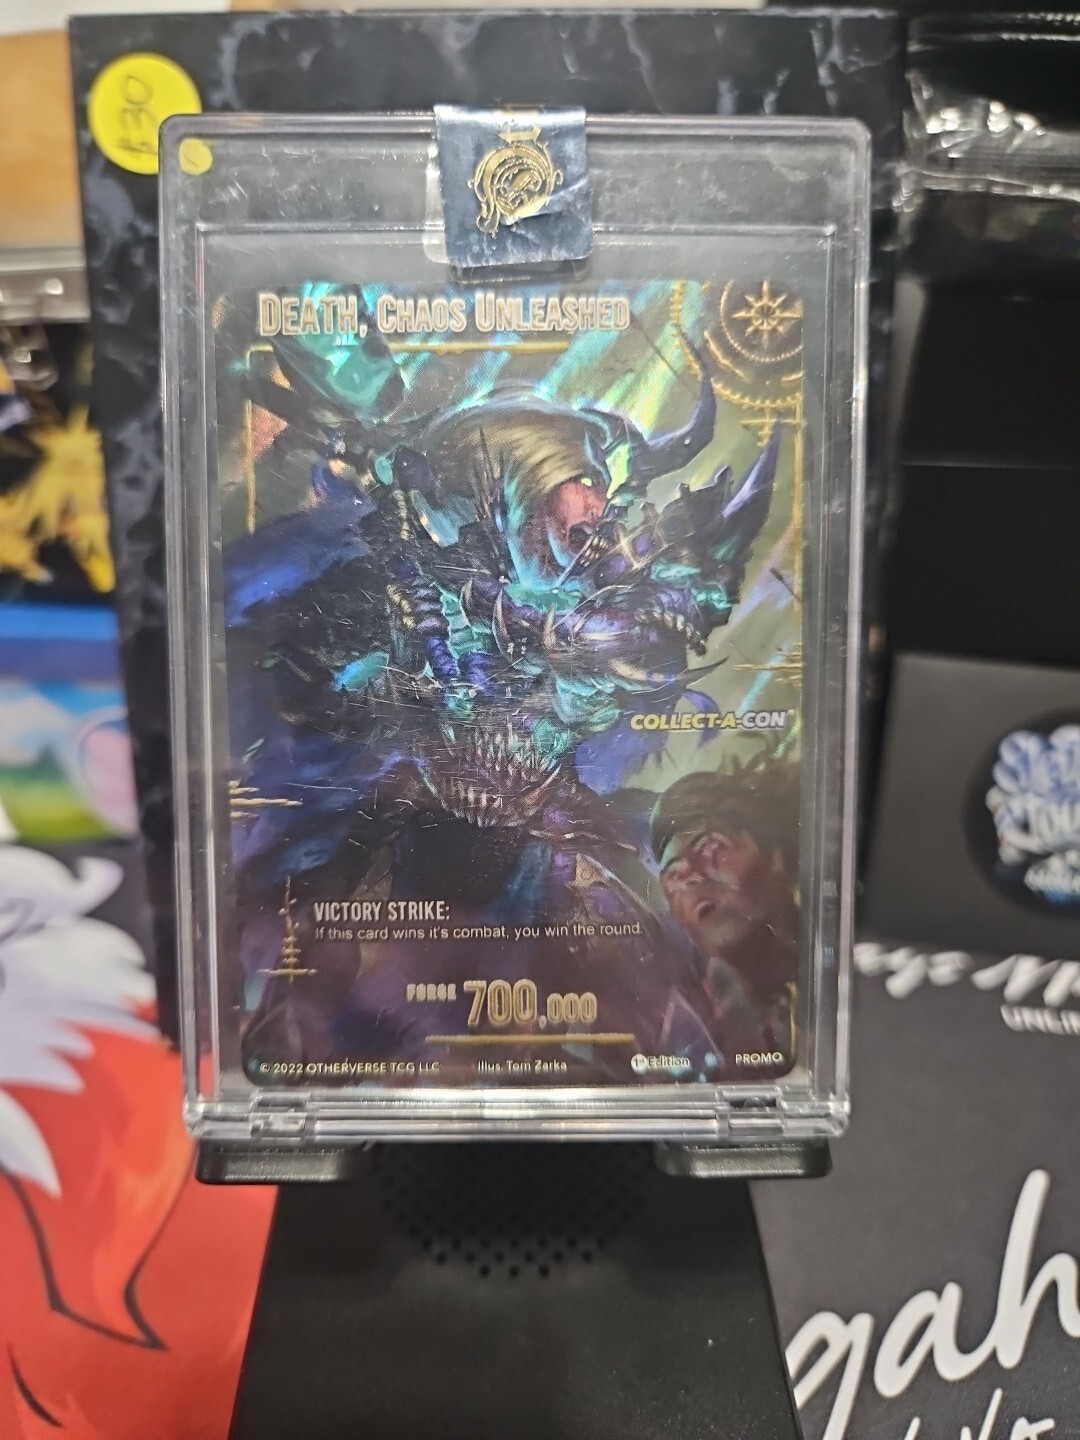 $30
DEATH, CHAOS UNLEASHED
COLLECT-A-CON
VICTORY STRIKE:
If this card wins it's combat, you win the round.
FORCE 700,000
© 2022 OTHERVERSE TCG LLC Illus. Tom Zarka 1st Edition PROMO
gah